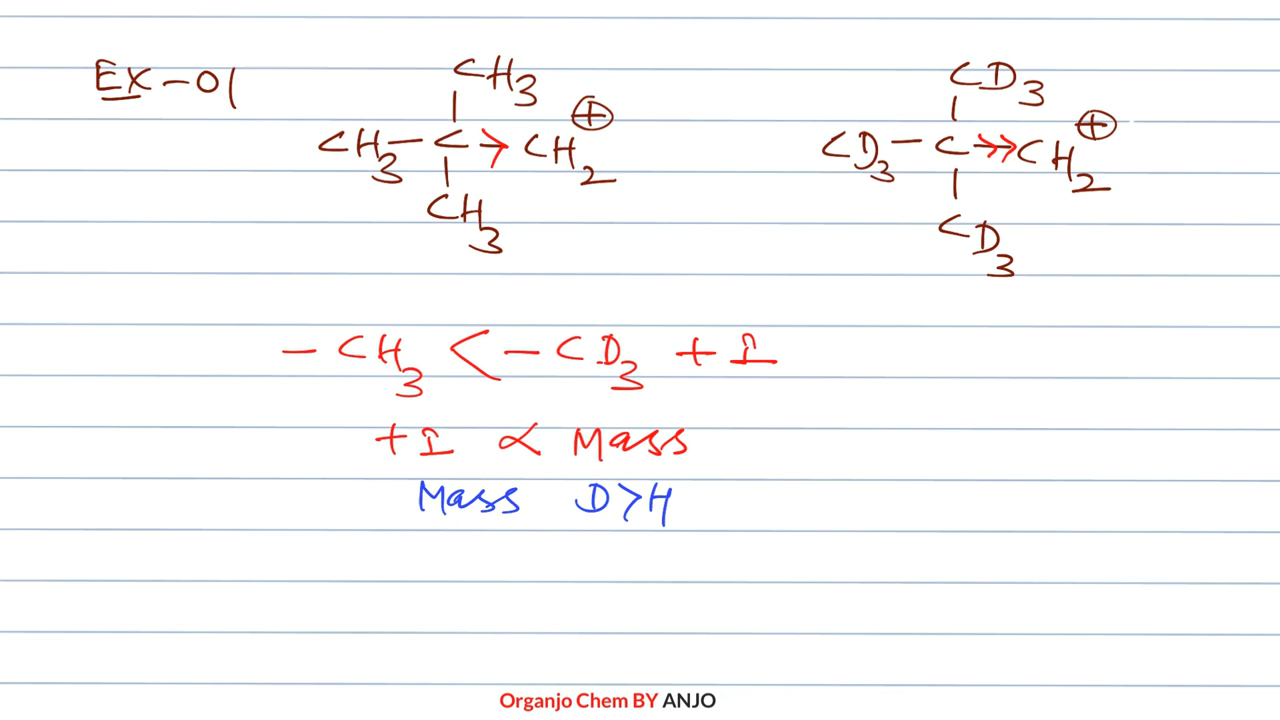 EX-01
CH3 CD3
CH3-C→CH2⊕ CD3-C↠CH2⊕
CH3 CD3
-CH3 < -CD3 +I
+I ∝ Mass
Mass D>H
Organjo Chem BY ANJO